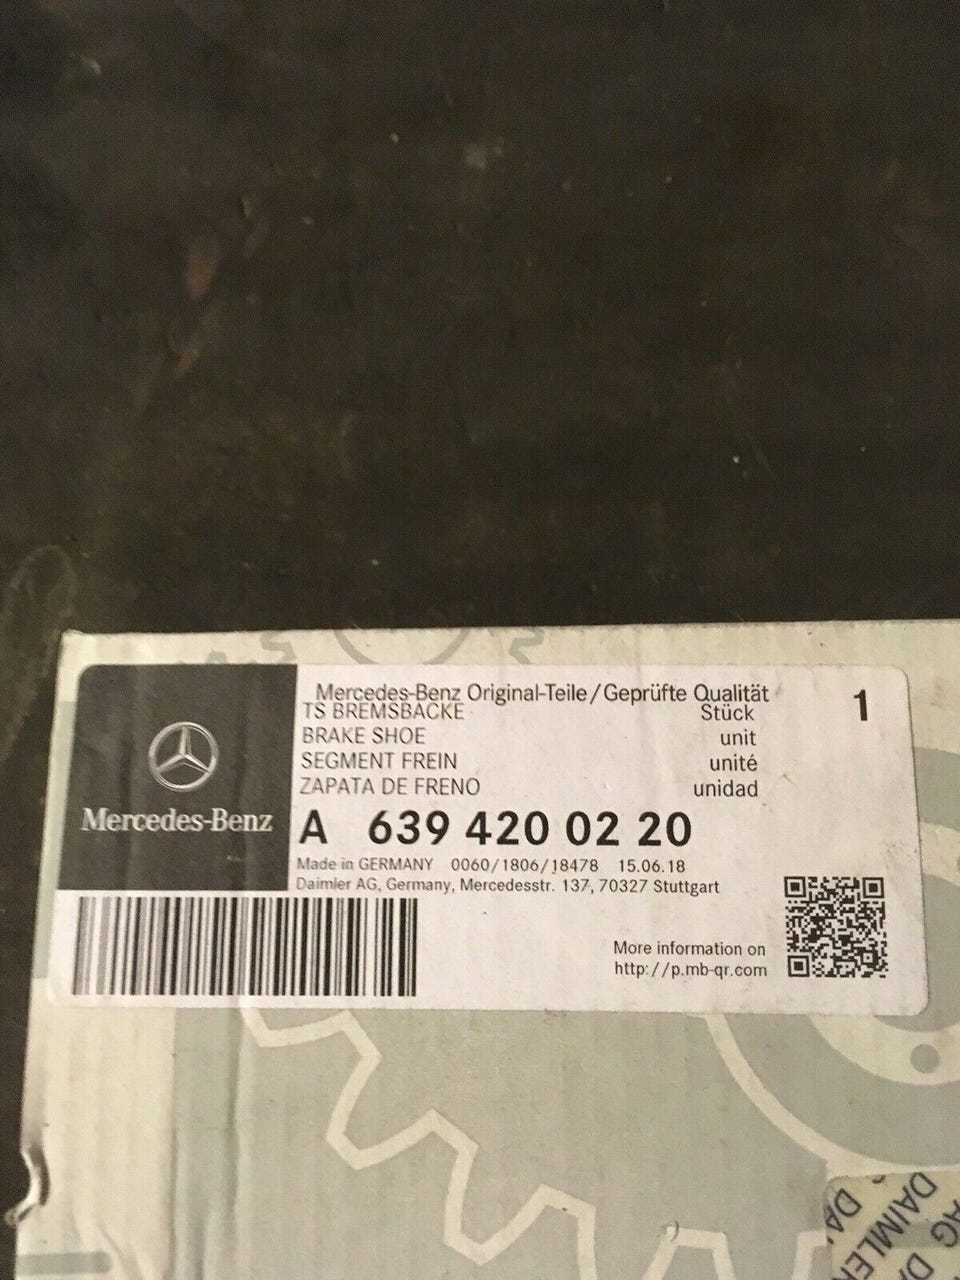 Mercedes-Benz Original-Teile/Geprüfte Qualität
1
TS BREMSBACKE Stück
BRAKE SHOE unit
SEGMENT FREIN unité
ZAPATA DE FRENO unidad
Mercedes-Benz
A 639 420 02 20
Made in GERMANY 0060/1806/18478 15.06.18
Daimler AG, Germany, Mercedesstr. 137, 70327 Stuttgart
More information on
http://p.mb-qr.com